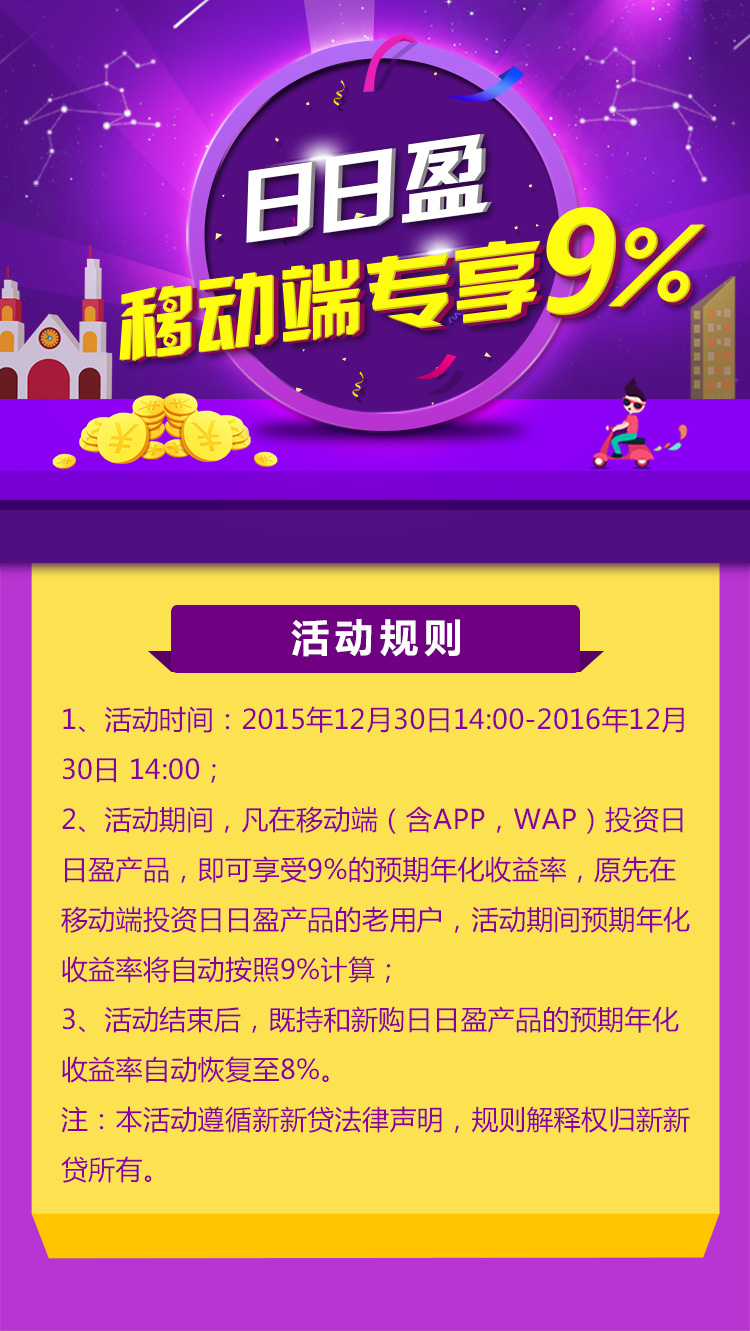 日日盈
移动端专享9%
活动规则
1、活动时间：2015年12月30日14:00-2016年12月
30日 14:00；
2、活动期间，凡在移动端（含APP，WAP）投资日
日盈产品，即可享受9%的预期年化收益率，原先在
移动端投资日日盈产品的老用户，活动期间预期年化
收益率将自动按照9%计算；
3、活动结束后，既持和新购日日盈产品的预期年化
收益率自动恢复至8%。
注：本活动遵循新新贷法律声明，规则解释权归新新
贷所有。